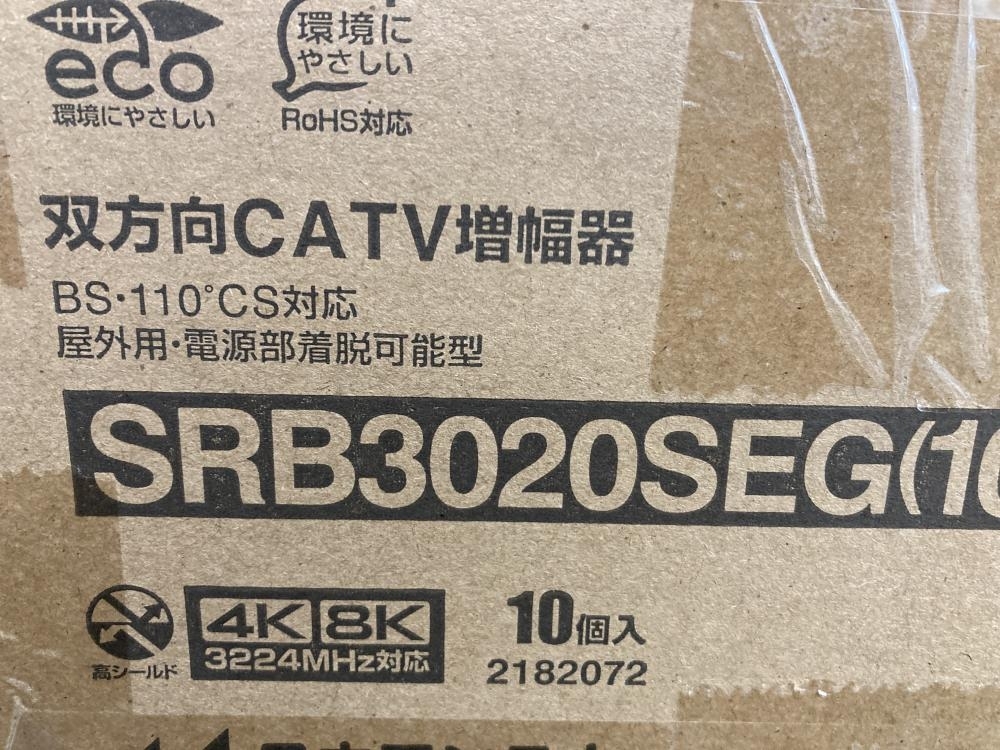 環境に
やさしい
eco
環境にやさしい
RoHS対応
双方向CATV増幅器
BS・110°CS対応
屋外用・電源部着脱可能型
SRB3020SEG(10
4K 8K
3224MHz対応
高シールド
10個入
2182072